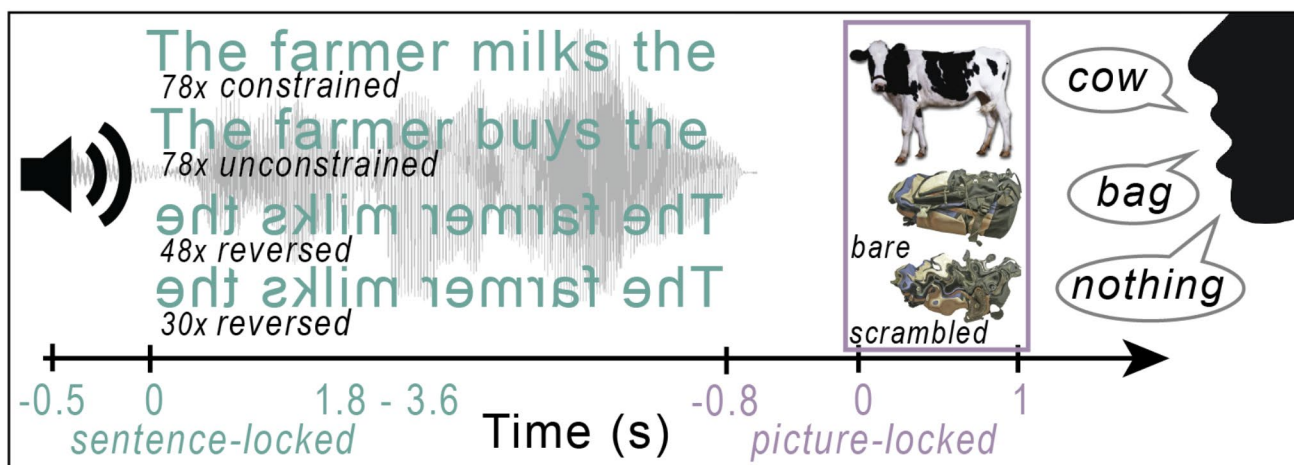 The farmer milks the
78x constrained
The farmer buys the
78x unconstrained
The farmer milks the
48x reversed
The farmer milks the
30x reversed
bare
scrambled
cow
bag
nothing
-0.5 0 1.8 - 3.6 -0.8 0 1
sentence-locked Time (s) picture-locked